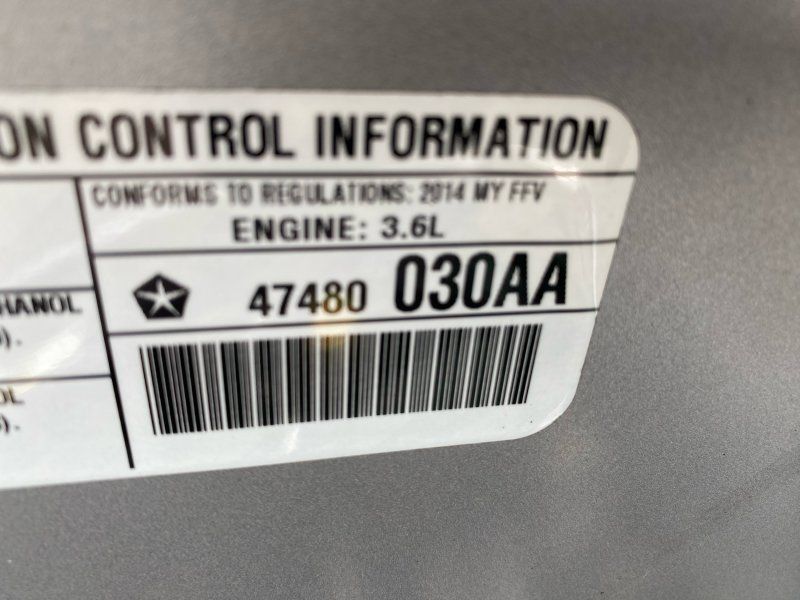 ON CONTROL INFORMATION
CONFORMS TO REGULATIONS: 2014 MY FFV
ENGINE: 3.6L
47480 030AA
HANOL
).
OL
).